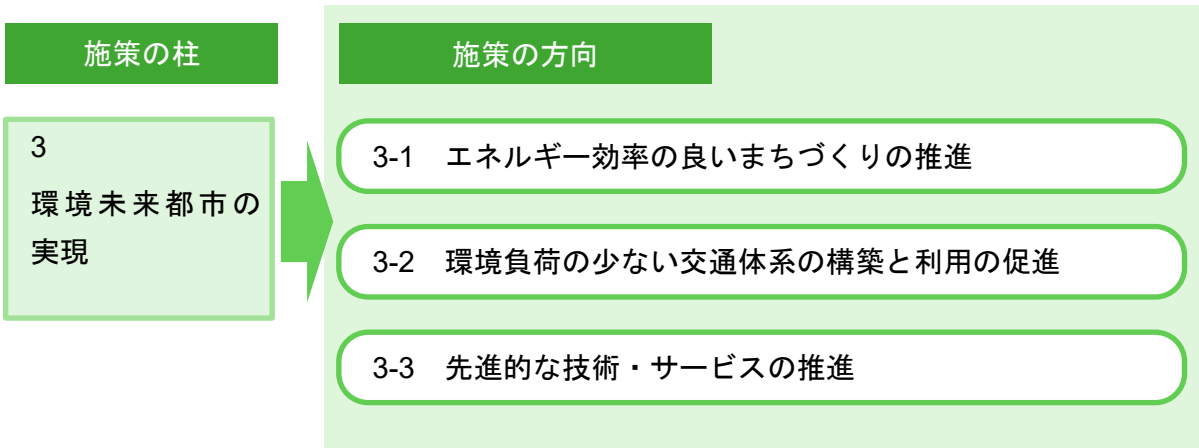 施策の柱
施策の方向
3
環境未来都市の
実現
3-1 エネルギー効率の良いまちづくりの推進
3-2 環境負荷の少ない交通体系の構築と利用の促進
3-3 先進的な技術・サービスの推進